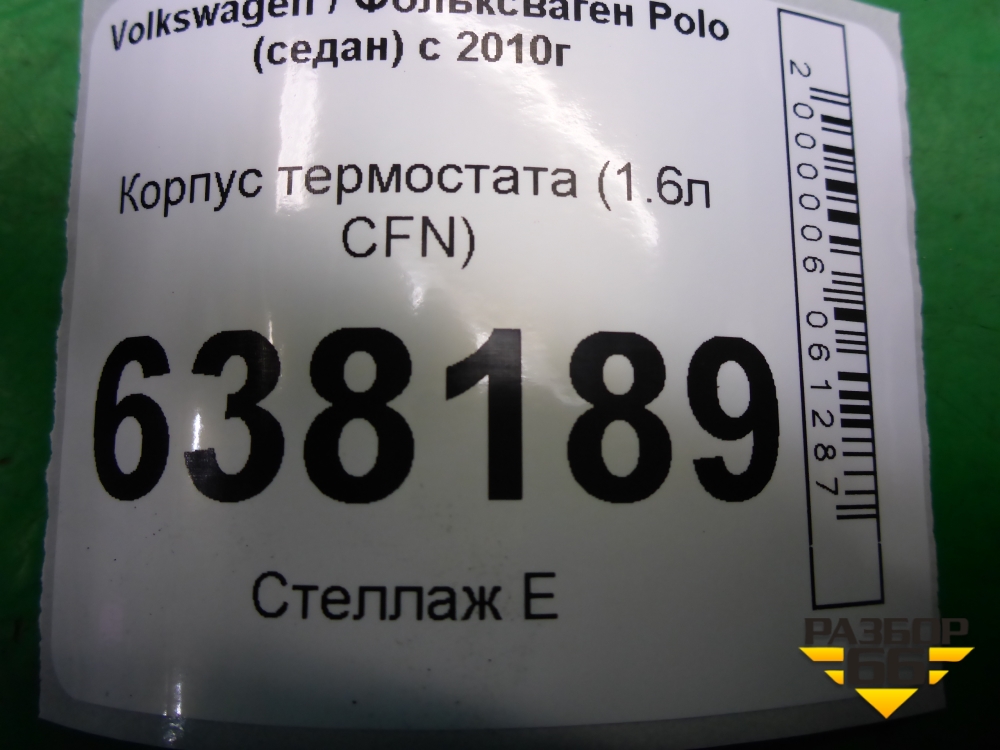 Volkswagen / Фольксваген Polo
(седан) с 2010г
Корпус термостата (1.6л
CFN)
638189
Стеллаж Е
2000006061287
РАЗБОР
66